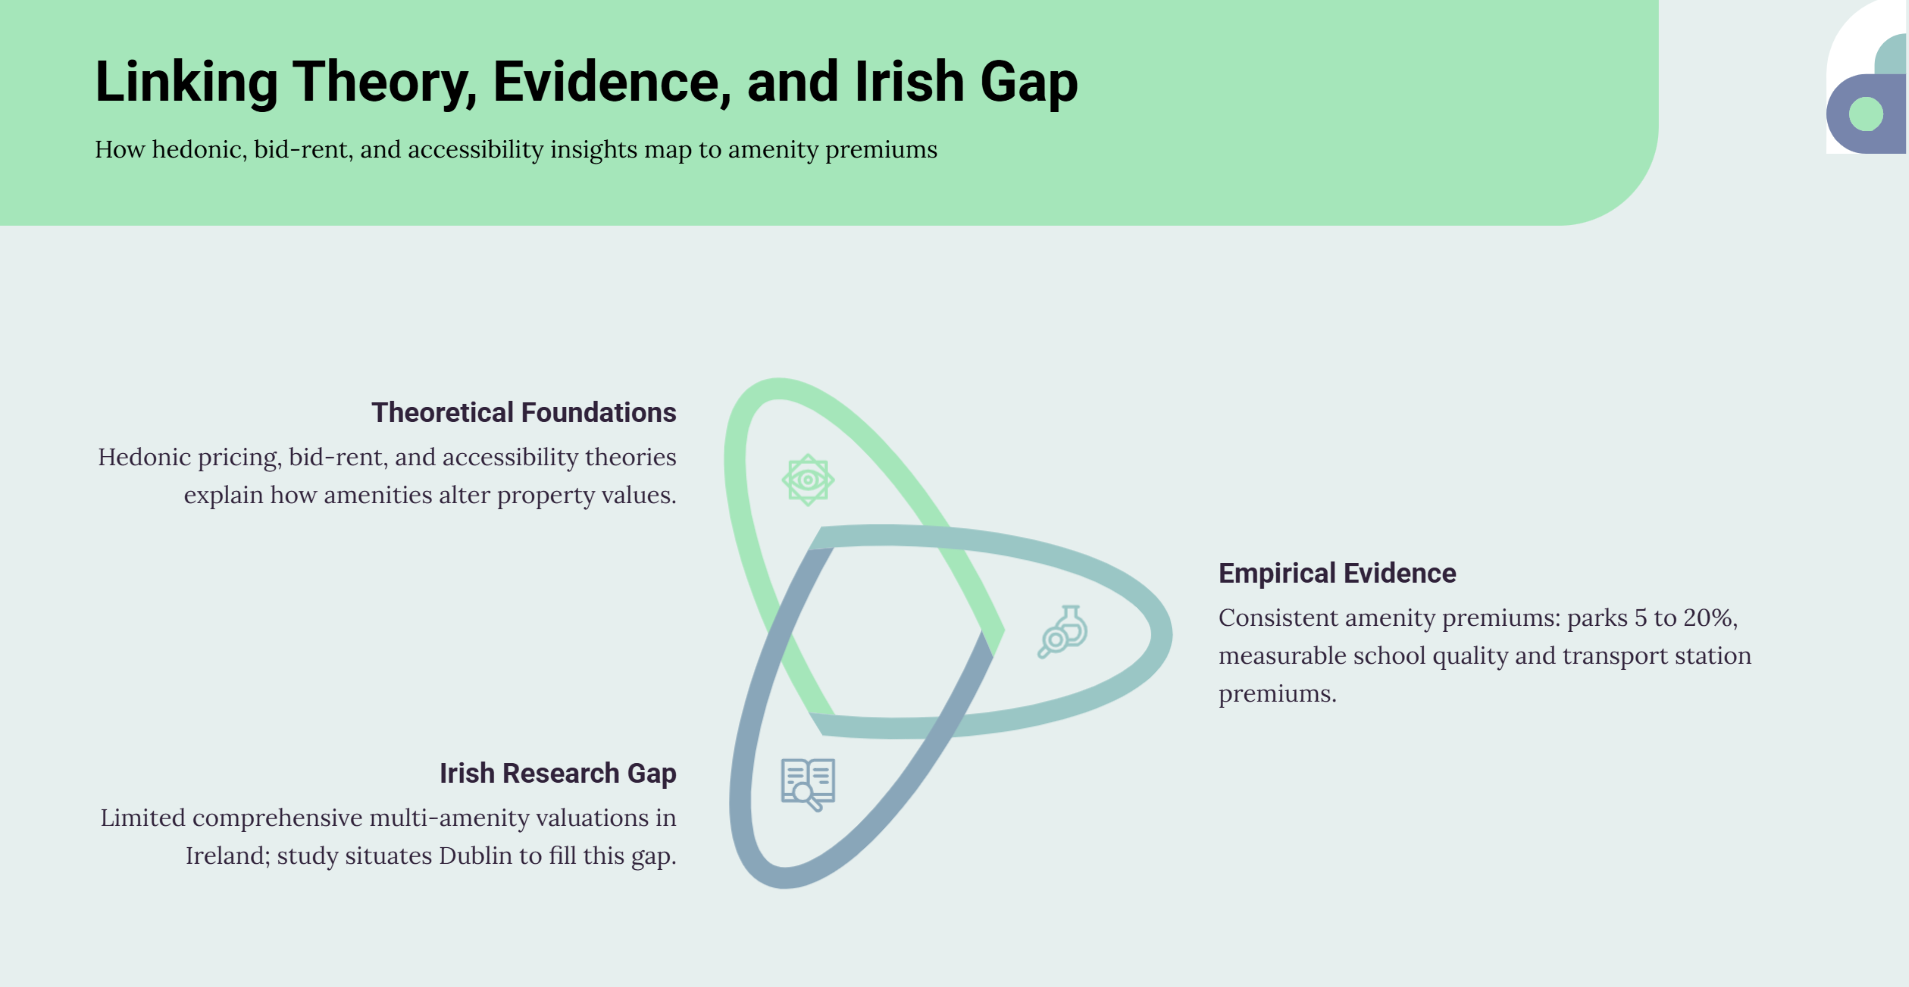 Linking Theory, Evidence, and Irish Gap
How hedonic, bid-rent, and accessibility insights map to amenity premiums
Theoretical Foundations
Hedonic pricing, bid-rent, and accessibility theories
explain how amenities alter property values.
Empirical Evidence
Consistent amenity premiums: parks 5 to 20%,
measurable school quality and transport station
premiums.
Irish Research Gap
Limited comprehensive multi-amenity valuations in
Ireland; study situates Dublin to fill this gap.